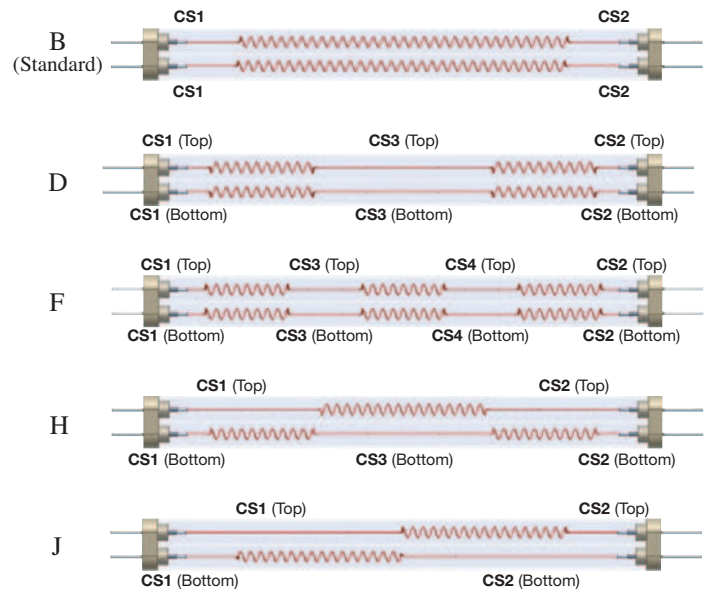 CS1 CS2
B
(Standard)
CS1 CS2
CS1 (Top) CS3 (Top) CS2 (Top)
D
CS1 (Bottom) CS3 (Bottom) CS2 (Bottom)
CS1 (Top) CS3 (Top) CS4 (Top) CS2 (Top)
F
CS1 (Bottom) CS3 (Bottom) CS4 (Bottom) CS2 (Bottom)
CS1 (Top) CS2 (Top)
H
CS1 (Bottom) CS3 (Bottom) CS2 (Bottom)
CS1 (Top) CS2 (Top)
J
CS1 (Bottom) CS2 (Bottom)